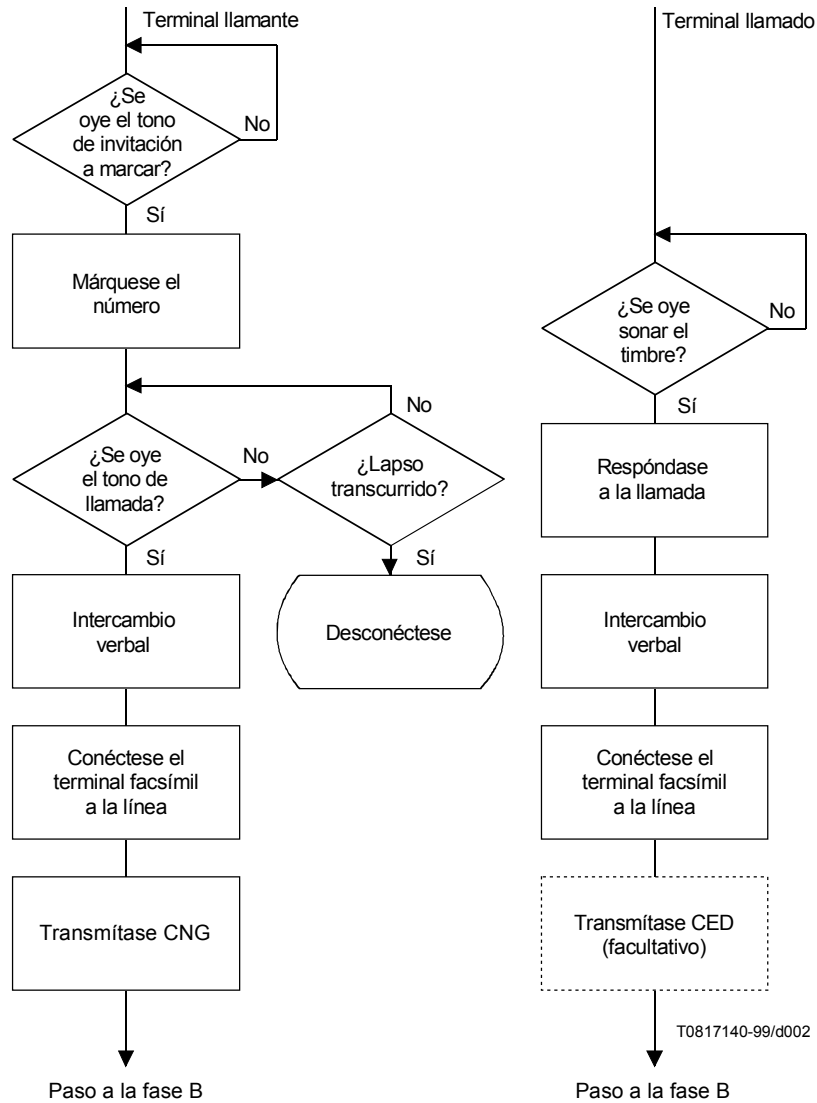 Terminal llamante
¿Se
oye el tono
de invitación
a marcar?
No
Sí
Márquese el
número
¿Se oye
el tono de
llamada?
No
Sí
¿Lapso
transcurrido?
No
Sí
Desconéctese
Intercambio
verbal
Conéctese el
terminal facsímil
a la línea
Transmítase CNG
Paso a la fase B
Terminal llamado
¿Se oye
sonar el
timbre?
No
Sí
Respóndase
a la llamada
Intercambio
verbal
Conéctese el
terminal facsímil
a la línea
Transmítase CED
(facultativo)
T0817140-99/d002
Paso a la fase B